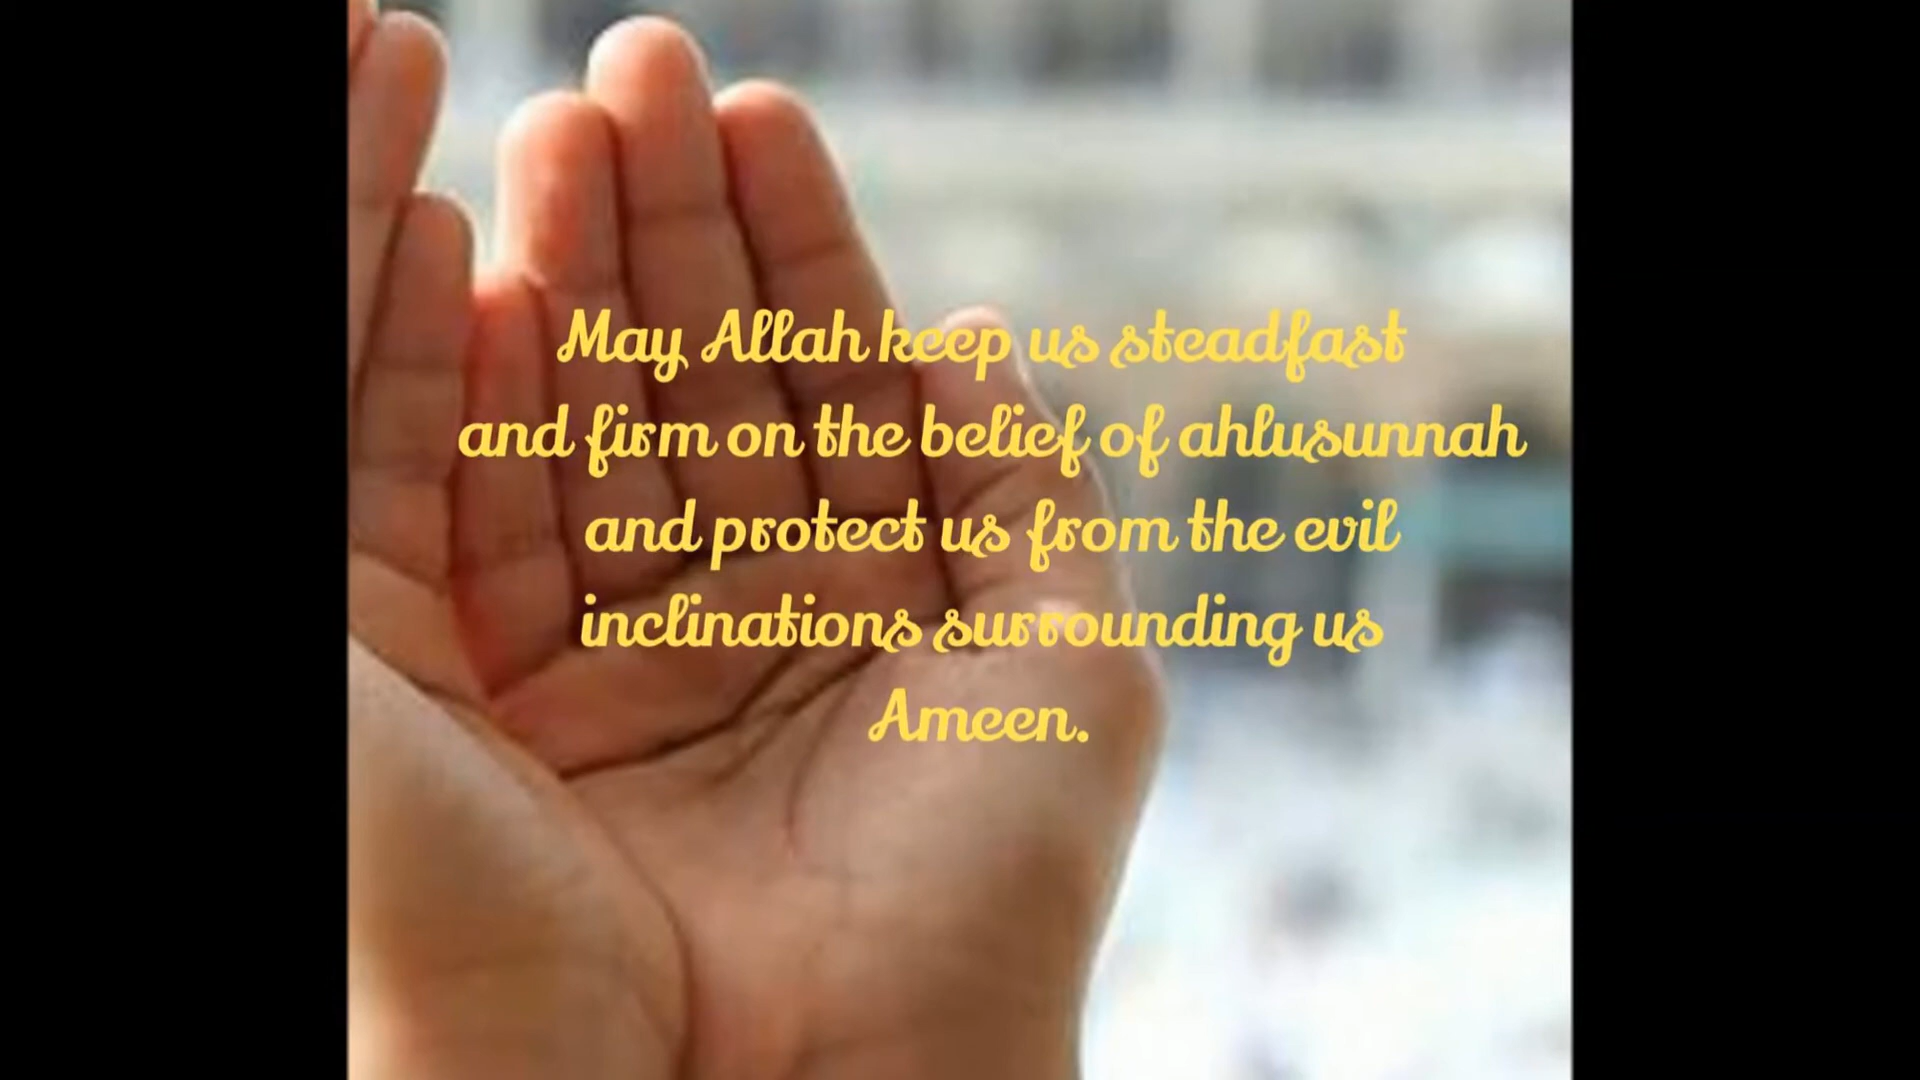 May Allah keep us steadfast
and firm on the belief of ahlusunnah
and protect us from the evil
inclinations surrounding us
Ameen.